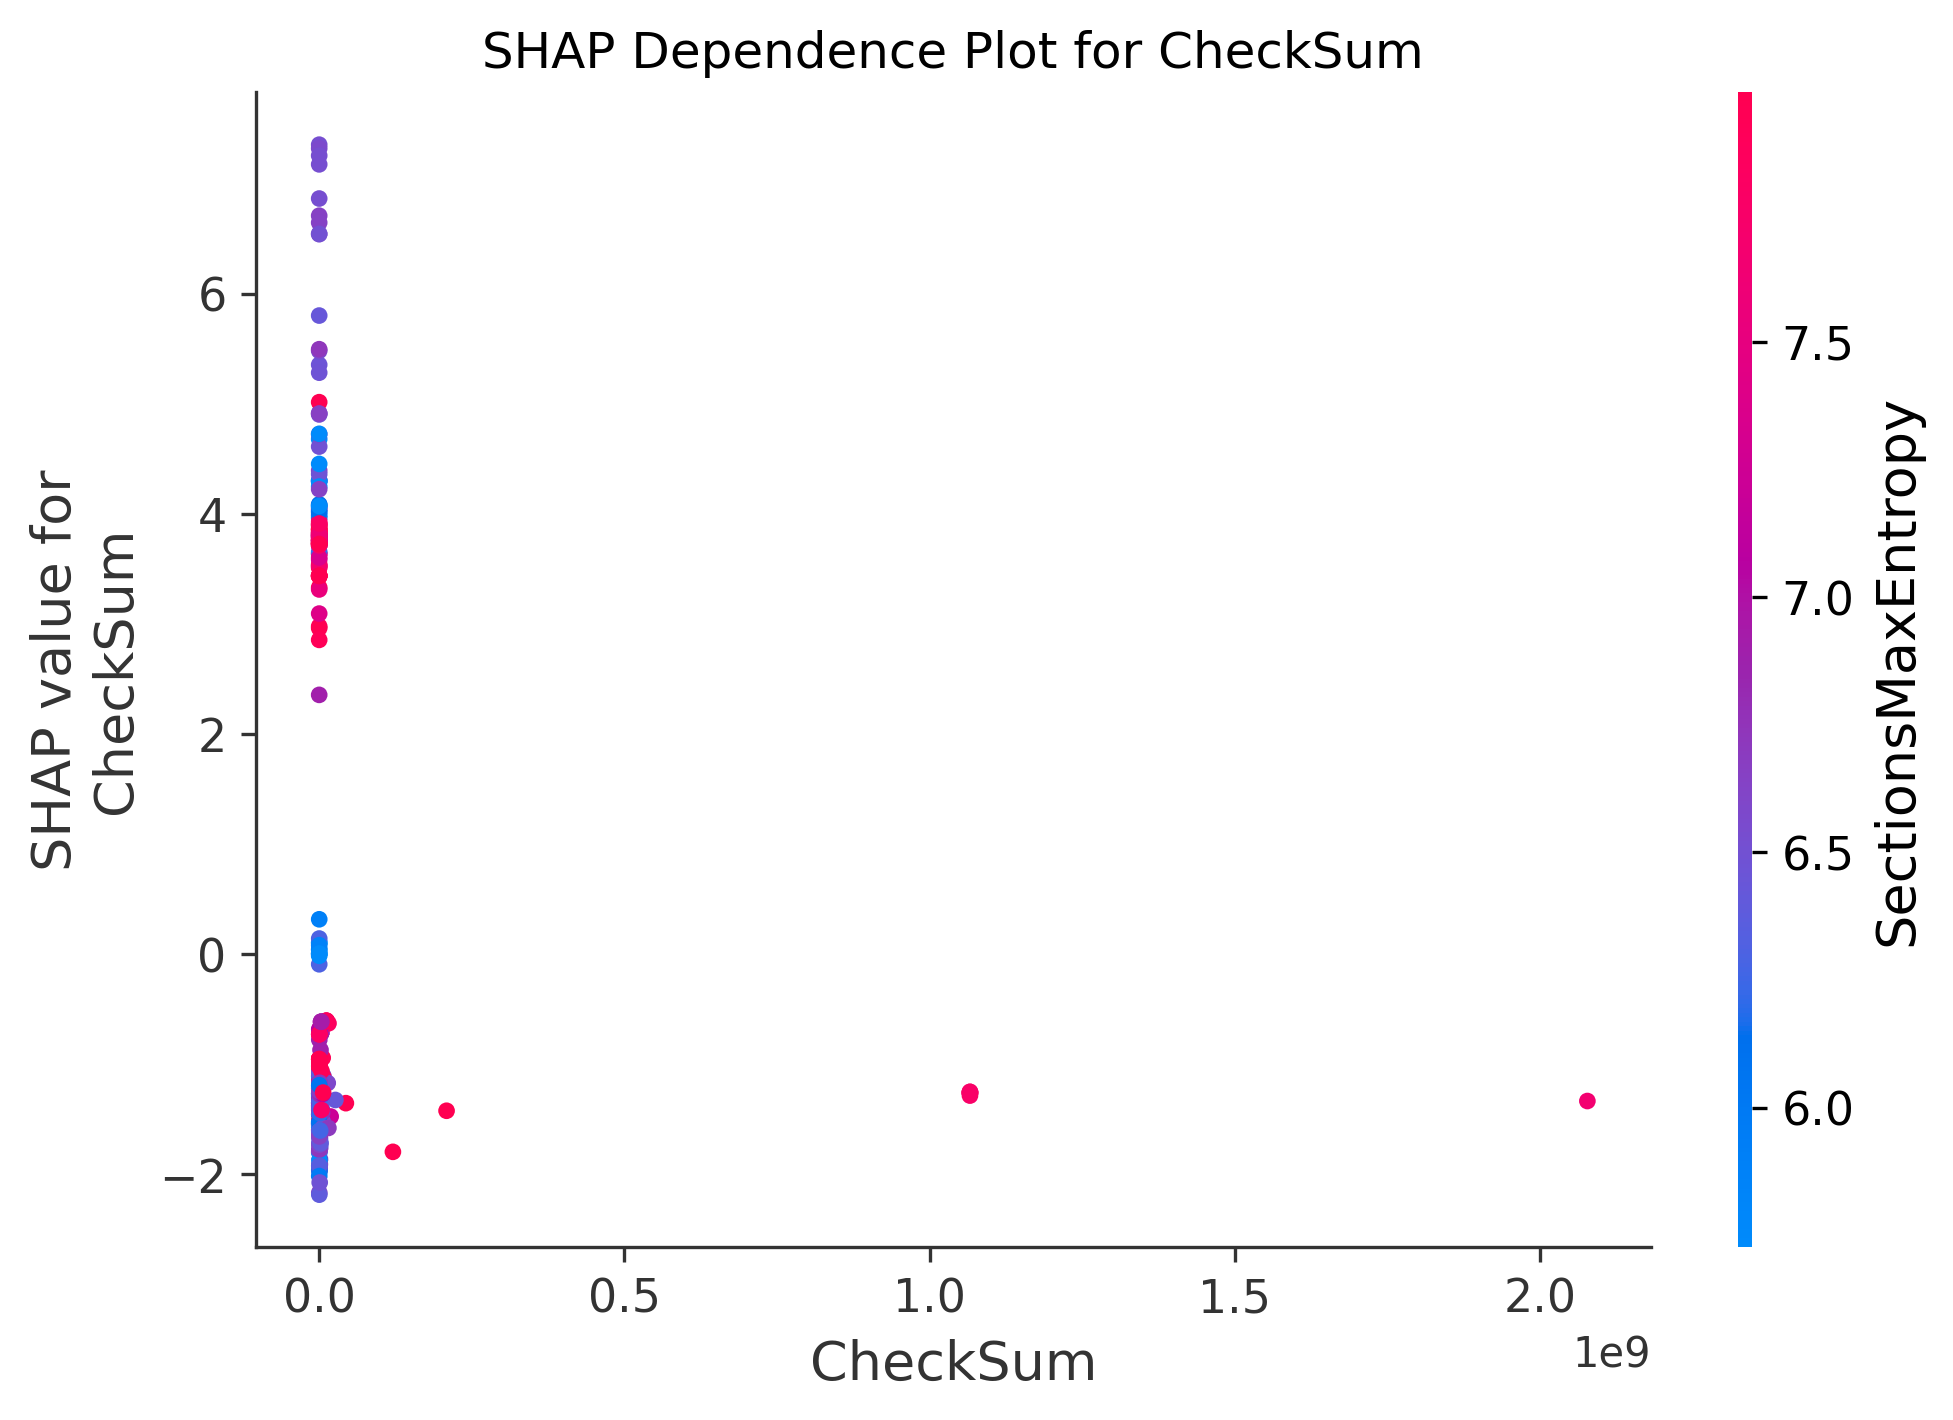 SHAP Dependence Plot for CheckSum
SHAP value for
CheckSum
6
4
2
0
−2
0.0
0.5
1.0
1.5
2.0
1e9
CheckSum
7.5
7.0
6.5
6.0
SectionsMaxEntropy